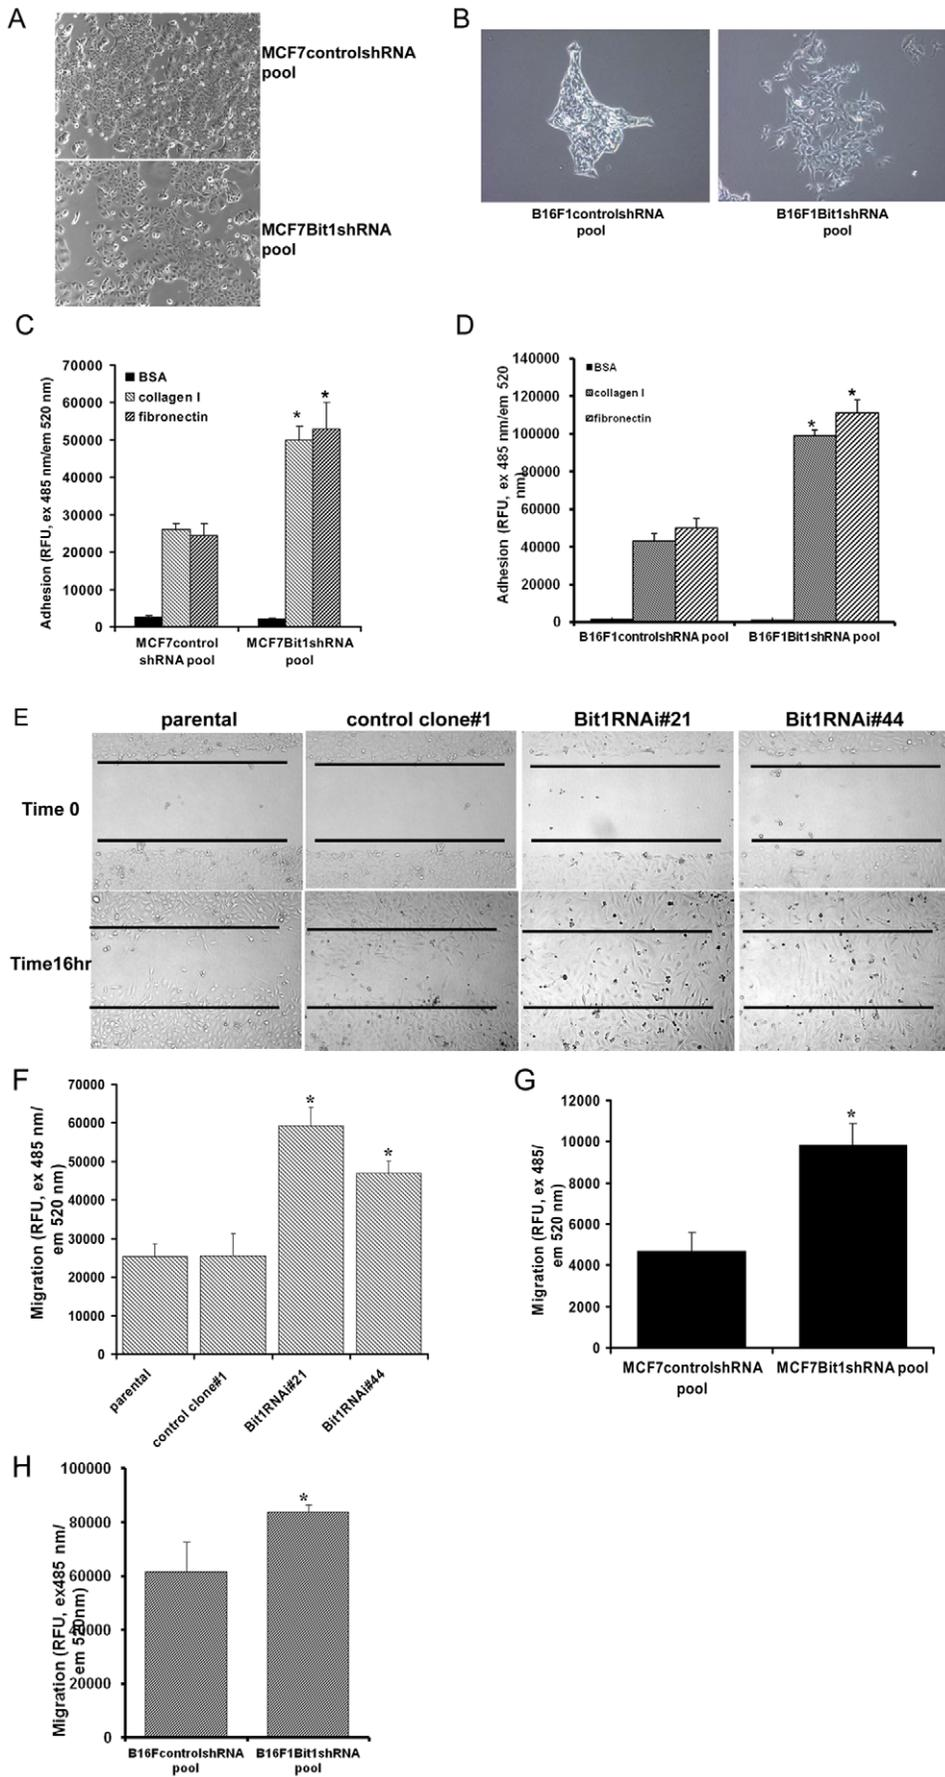 A
MCF7controlshRNA
pool
MCF7Bit1shRNA
pool
B
B16F1controlshRNA
pool
B16F1Bit1shRNA
pool
C
Adhesion (RFU, ex 485 nm/em 520 nm)
70000
60000
50000
40000
30000
20000
10000
0
BSA
collagen I
fibronectin
*
*
MCF7control
shRNA pool
MCF7Bit1shRNA
pool
D
Adhesion (RFU, ex 485 nm/em 520
nm)
140000
120000
100000
80000
60000
40000
20000
0
BSA
collagen I
fibronectin
*
*
B16F1controlshRNA pool
B16F1Bit1shRNA pool
E
parental
control clone#1
Bit1RNAi#21
Bit1RNAi#44
Time 0
Time16hr
F
Migration (RFU, ex 485 nm/
em 520 nm)
70000
60000
50000
40000
30000
20000
10000
0
*
*
parental
control clone#1
Bit1RNAi#21
Bit1RNAi#44
G
Migration (RFU, ex 485/
em 520 nm)
12000
10000
8000
6000
4000
2000
0
*
MCF7controlshRNA
pool
MCF7Bit1shRNA pool
H
Migration (RFU, ex485 nm/
em 520nm)
100000
80000
60000
40000
20000
0
*
B16FcontrolshRNA
pool
B16F1Bit1shRNA
pool